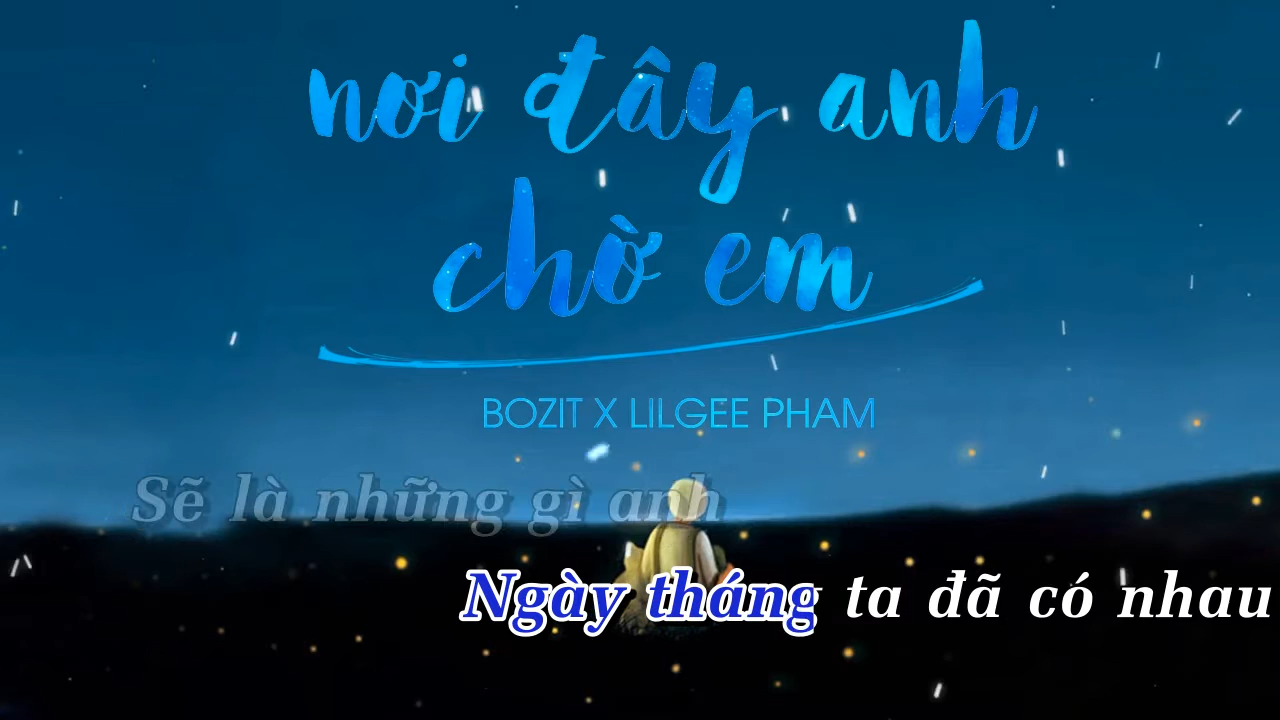 nơi đây anh
chờ em
BOZIT X LILGEE PHAM
Sẽ là những gì anh
Ngày tháng ta đã có nhau